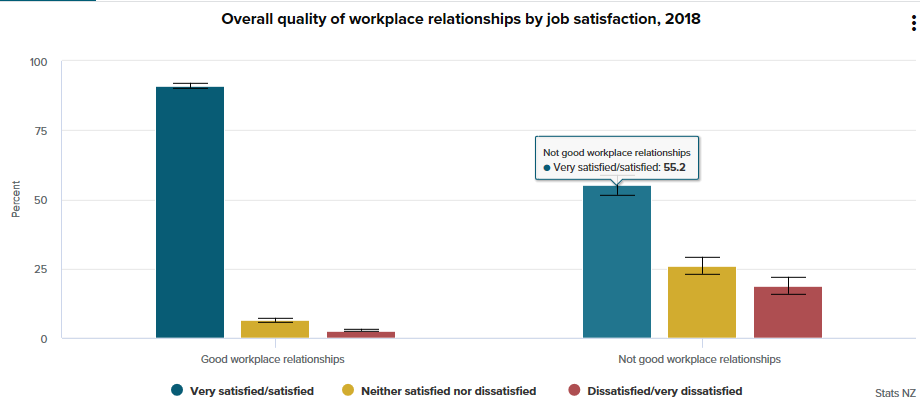 Overall quality of workplace relationships by job satisfaction, 2018
100
75
50
25
0
Percent
Not good workplace relationships
Very satisfied/satisfied: 55.2
Good workplace relationships
Not good workplace relationships
Very satisfied/satisfied
Neither satisfied nor dissatisfied
Dissatisfied/very dissatisfied
Stats NZ